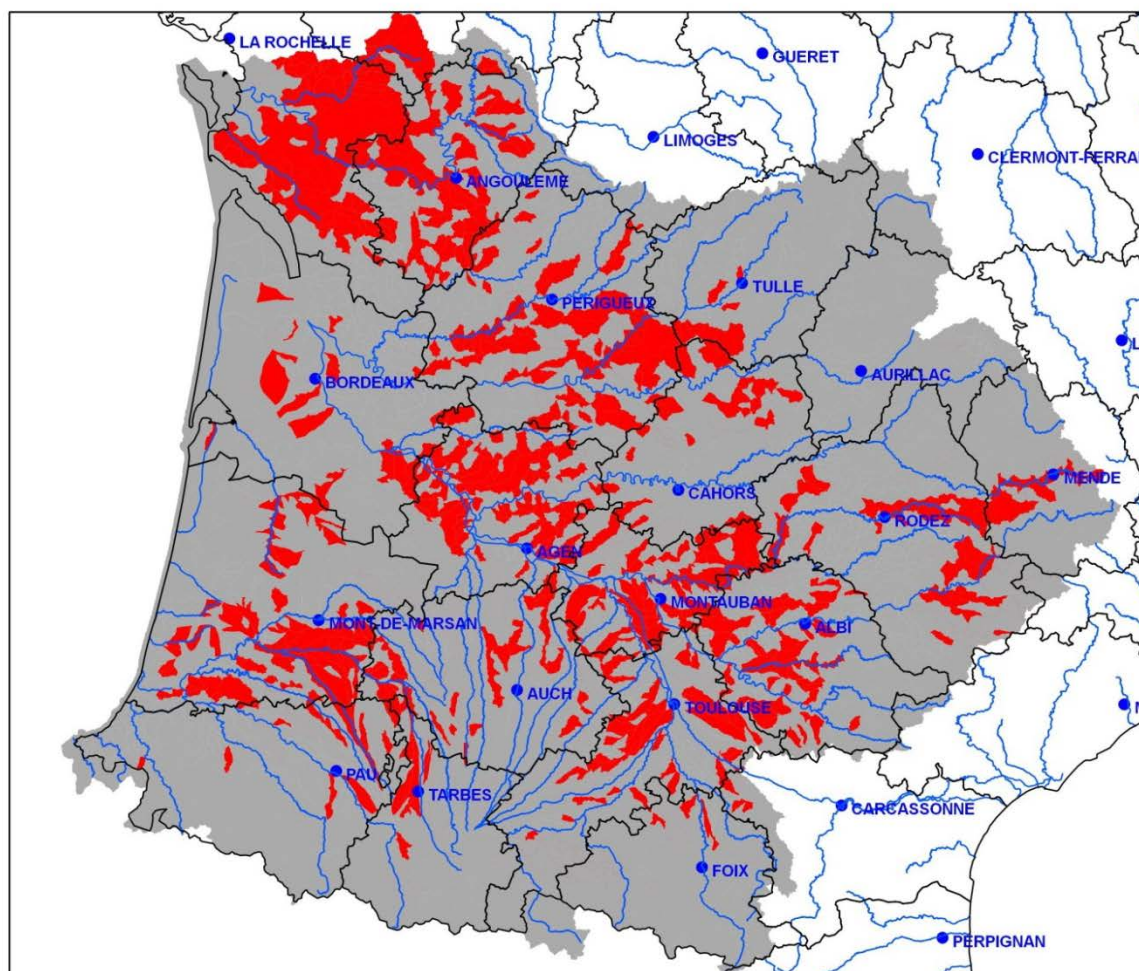 LA ROCHELLE
GUERET
LIMOGES
CLERMONT-FERRAN
ANGOULEME
TULLE
PERIGUEUX
L
AURILLAC
BORDEAUX
MENDE
CAHORS
RODEZ
AGEN
MONTAUBAN
MONT-DE-MARSAN
ALBI
AUCH
TOULOUSE
N
PAU
TARBES
CARCASSONNE
FOIX
PERPIGNAN